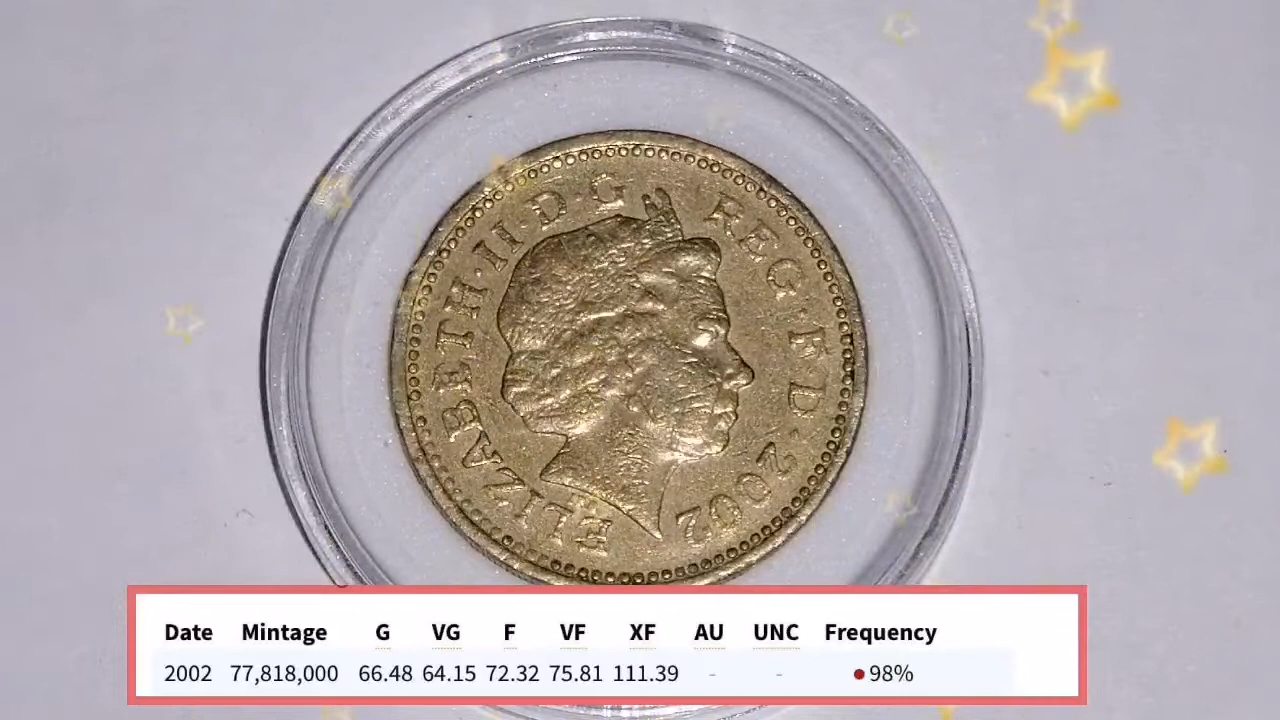 ELIZABETH·II·D·G REG·F·D·2002
Date Mintage G VG F VF XF AU UNC Frequency
2002 77,818,000 66.48 64.15 72.32 75.81 111.39 - - 98%